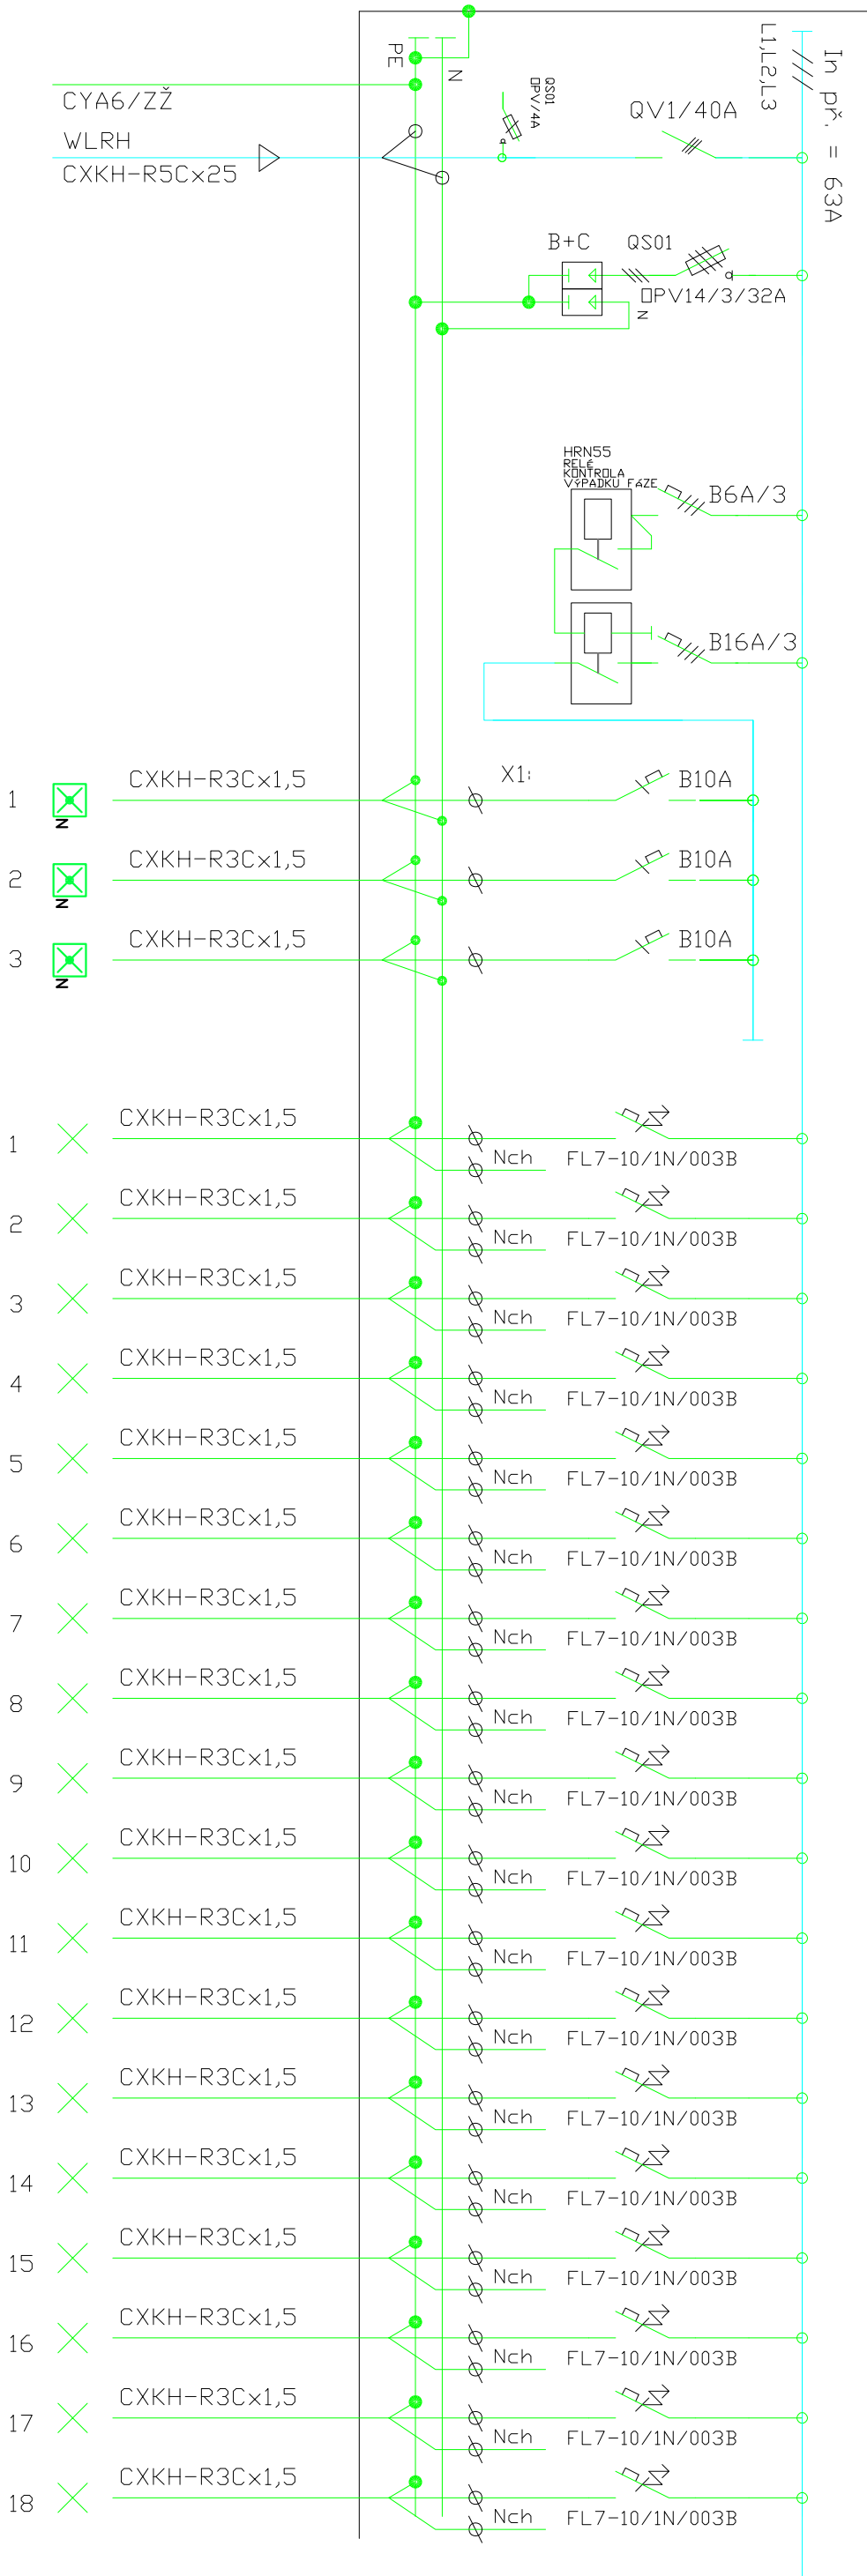 PE
N
L1,L2,L3
In př. = 63A
CYA6/ZŽ
WLRH
CXKH-R5Cx25
QS01
OPV/4A
QV1/40A
B+C
QS01
OPV14/3/32A
N
HRN55
RELÉ
KONTROLA
VÝPADKU FÁZE
B6A/3
B16A/3
1
N
CXKH-R3Cx1,5
X1:
B10A
2
N
CXKH-R3Cx1,5
B10A
3
N
CXKH-R3Cx1,5
B10A
1
CXKH-R3Cx1,5
Nch
FL7-10/1N/003B
2
CXKH-R3Cx1,5
Nch
FL7-10/1N/003B
3
CXKH-R3Cx1,5
Nch
FL7-10/1N/003B
4
CXKH-R3Cx1,5
Nch
FL7-10/1N/003B
5
CXKH-R3Cx1,5
Nch
FL7-10/1N/003B
6
CXKH-R3Cx1,5
Nch
FL7-10/1N/003B
7
CXKH-R3Cx1,5
Nch
FL7-10/1N/003B
8
CXKH-R3Cx1,5
Nch
FL7-10/1N/003B
9
CXKH-R3Cx1,5
Nch
FL7-10/1N/003B
10
CXKH-R3Cx1,5
Nch
FL7-10/1N/003B
11
CXKH-R3Cx1,5
Nch
FL7-10/1N/003B
12
CXKH-R3Cx1,5
Nch
FL7-10/1N/003B
13
CXKH-R3Cx1,5
Nch
FL7-10/1N/003B
14
CXKH-R3Cx1,5
Nch
FL7-10/1N/003B
15
CXKH-R3Cx1,5
Nch
FL7-10/1N/003B
16
CXKH-R3Cx1,5
Nch
FL7-10/1N/003B
17
CXKH-R3Cx1,5
Nch
FL7-10/1N/003B
18
CXKH-R3Cx1,5
Nch
FL7-10/1N/003B